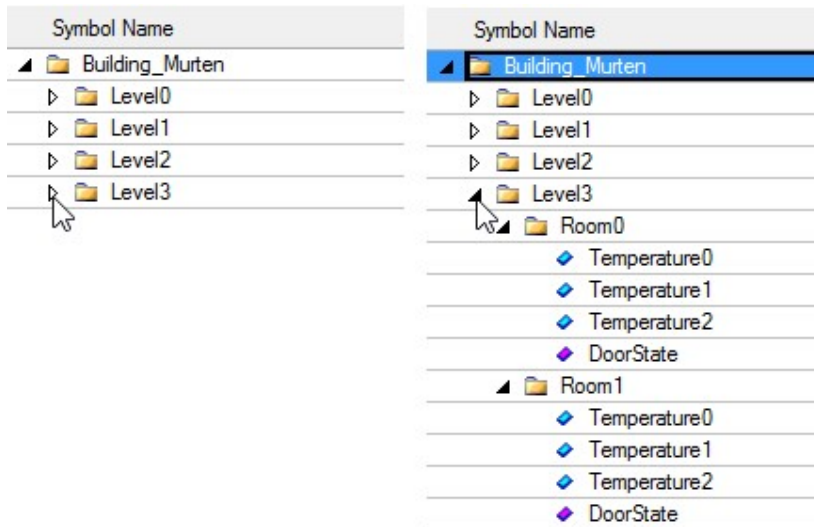 Symbol Name
Building_Murten
Level0
Level1
Level2
Level3
Symbol Name
Building_Murten
Level0
Level1
Level2
Level3
Room0
Temperature0
Temperature1
Temperature2
DoorState
Room1
Temperature0
Temperature1
Temperature2
DoorState